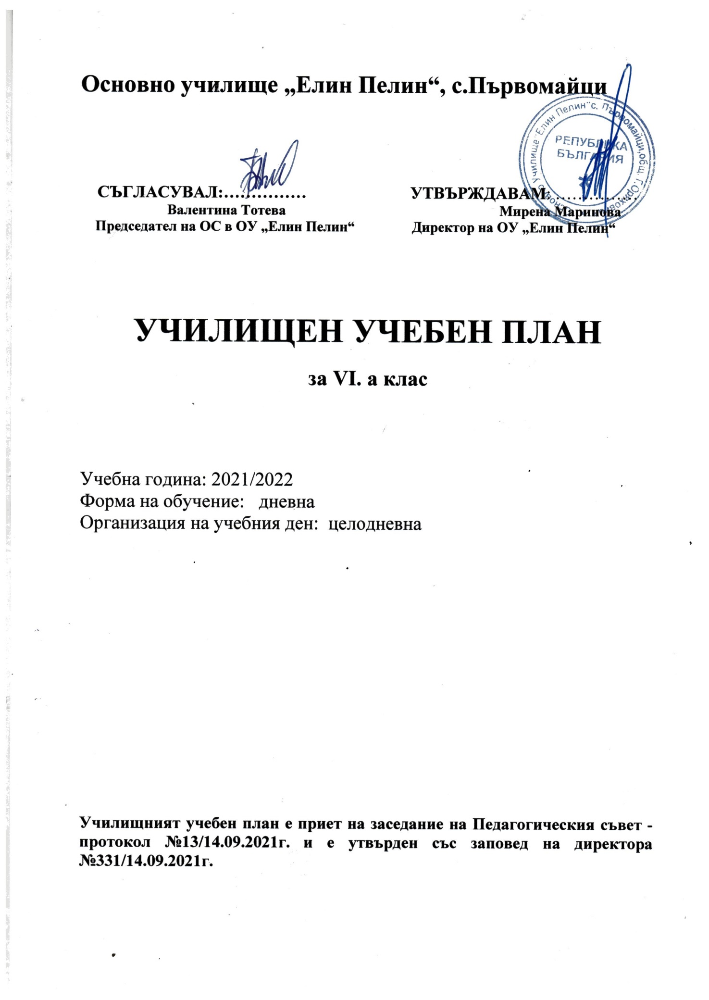 Основно училище „Елин Пелин“, с.Първомайци
Училище "Елин Пелин" с. Първомайци, общ. Г.Оряховица
РЕПУБЛИКА
БЪЛГАРИЯ
СЪГЛАСУВАЛ:...............
Валентина Тотева
Председател на ОС в ОУ „Елин Пелин“
УТВЪРЖДАВАМ: ...............
Мирена Маринова
Директор на ОУ „Елин Пелин“
УЧИЛИЩЕН УЧЕБЕН ПЛАН
за VI. а клас
Учебна година: 2021/2022
Форма на обучение: дневна
Организация на учебния ден: целодневна
Училищният учебен план е приет на заседание на Педагогическия съвет -
протокол №13/14.09.2021г. и е утвърден със заповед на директора
№331/14.09.2021г.